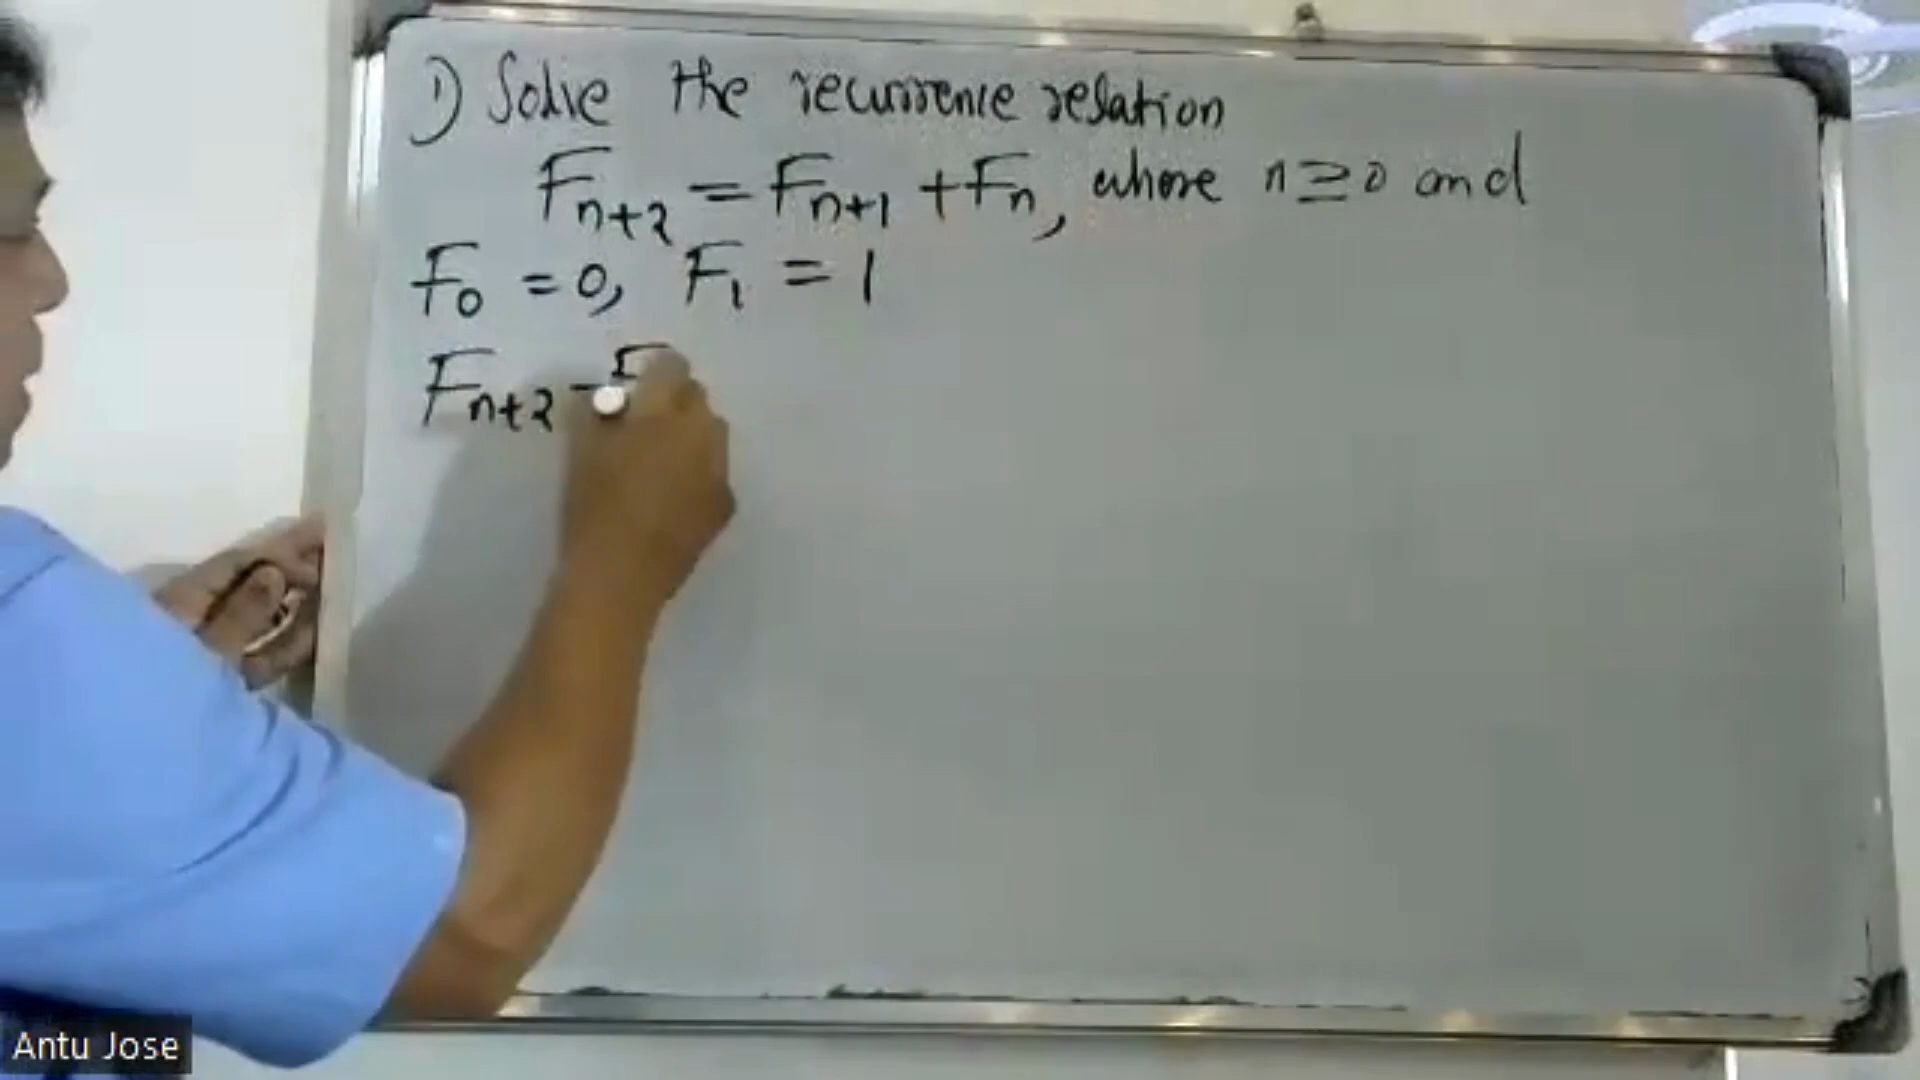 1) Solve the recurrence relation
Fn+2 = Fn+1 + Fn, where n ≥ 0 and
F0 = 0, F1 = 1
Fn+2 - F
Antu Jose